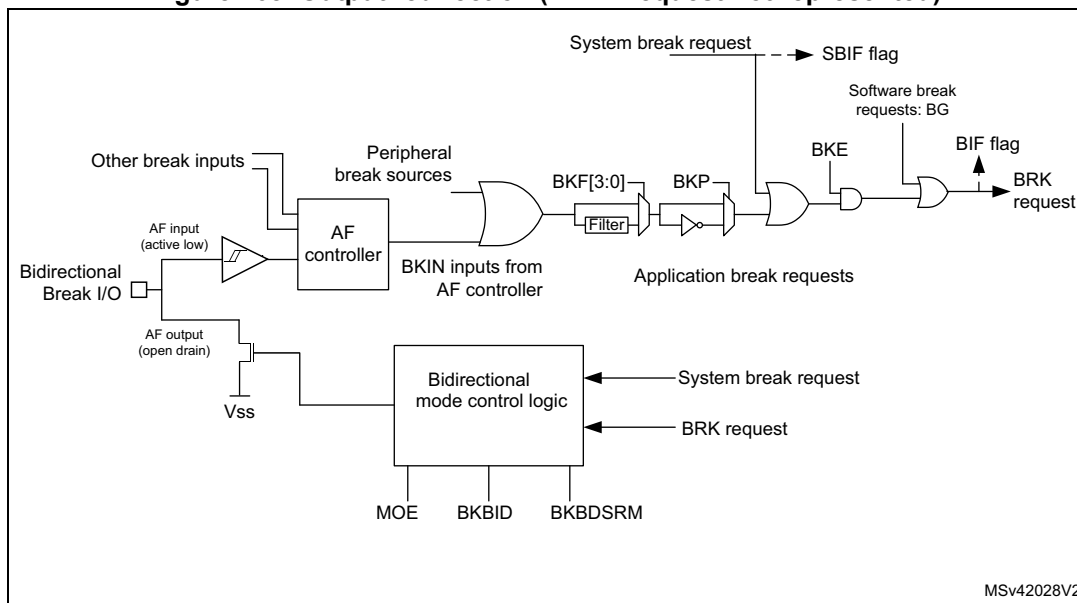 System break request
SBIF flag
Software break
requests: BG
BIF flag
BRK
request
Other break inputs
Peripheral
break sources
BKF[3:0]
BKP
BKE
Filter
AF input
(active low)
AF
controller
BKIN inputs from
AF controller
Application break requests
Bidirectional
Break I/O
AF output
(open drain)
Vss
Bidirectional
mode control logic
System break request
BRK request
MOE
BKBID
BKBDSRM
MSv42028V2